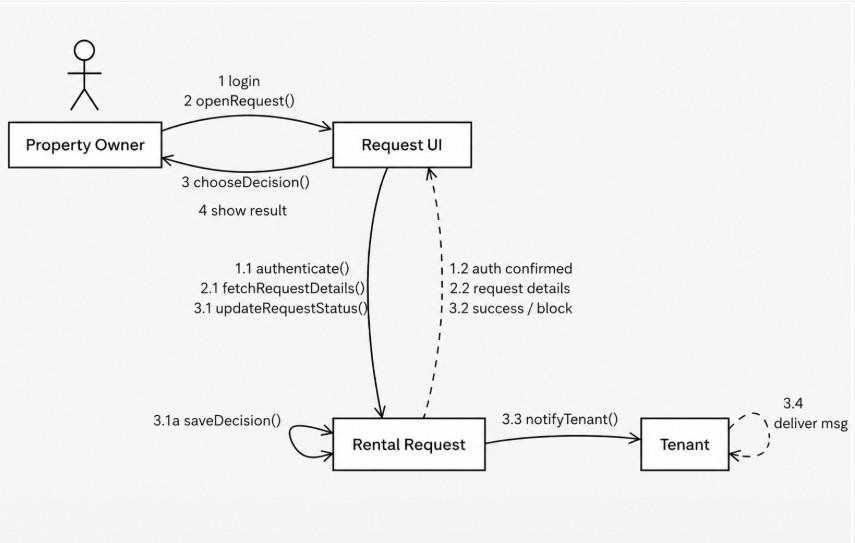 1 login
2 openRequest()
Property Owner
Request UI
3 chooseDecision()
4 show result
1.1 authenticate()
2.1 fetchRequestDetails()
3.1 updateRequestStatus()
1.2 auth confirmed
2.2 request details
3.2 success / block
3.1a saveDecision()
Rental Request
3.3 notifyTenant()
Tenant
3.4
deliver msg